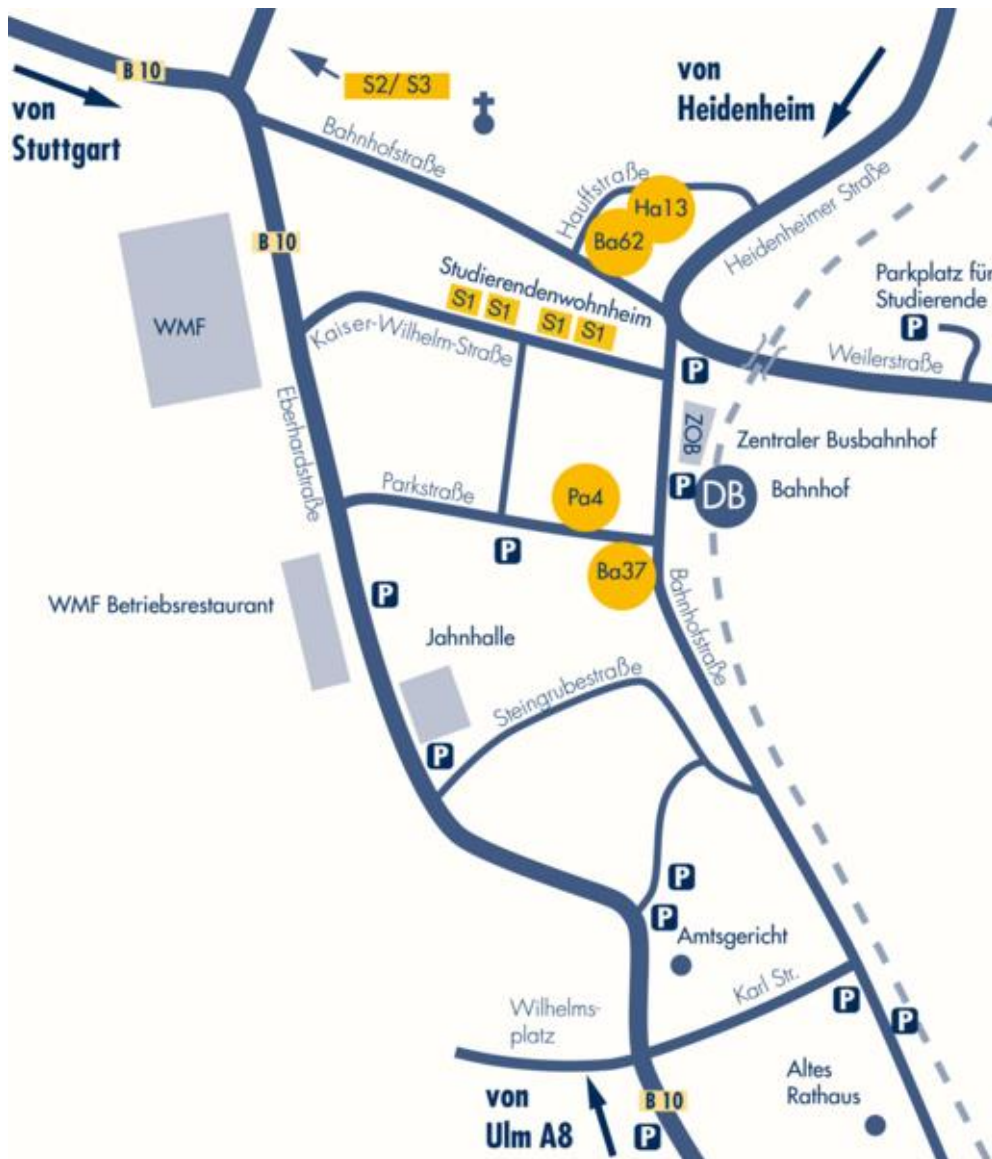 B 10
S2/ S3
von
Stuttgart
von
Heidenheim
Bahnhofstraße
Hauffstraße
Ha13
Ba62
Heidenheimer Straße
B 10
Studierendenwohnheim
S1 S1 S1 S1
Parkplatz für
Studierende
P
WMF
Kaiser-Wilhelm-Straße
Weilerstraße
P
Eberhardstraße
ZOB
Zentraler Busbahnhof
Parkstraße
Pa4
P
DB
Bahnhof
P
Ba37
P
WMF Betriebsrestaurant
Bahnhofstraße
Jahnhalle
Steingrubestraße
P
P
P
Amtsgericht
Karl Str.
P
P
Wilhelms-
platz
Altes
Rathaus
von
Ulm A8
B 10
P